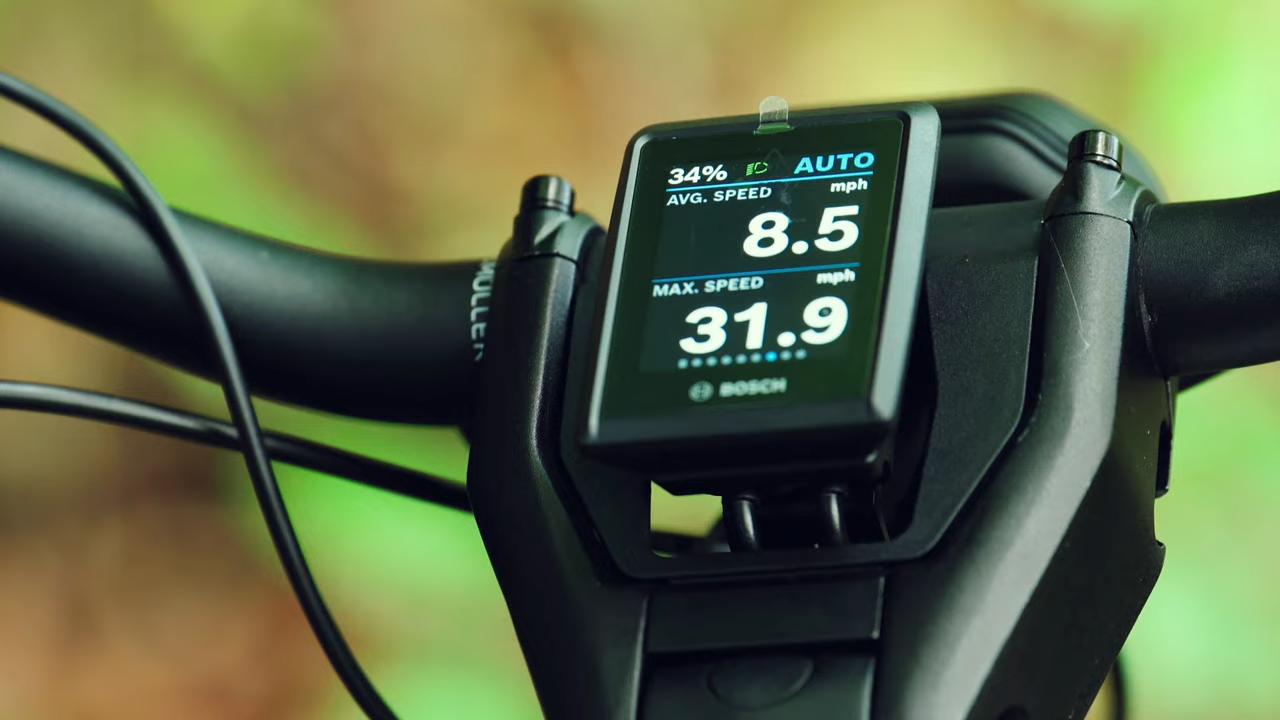 34% AUTO
AVG. SPEED mph
8.5
MAX. SPEED mph
31.9
BOSCH